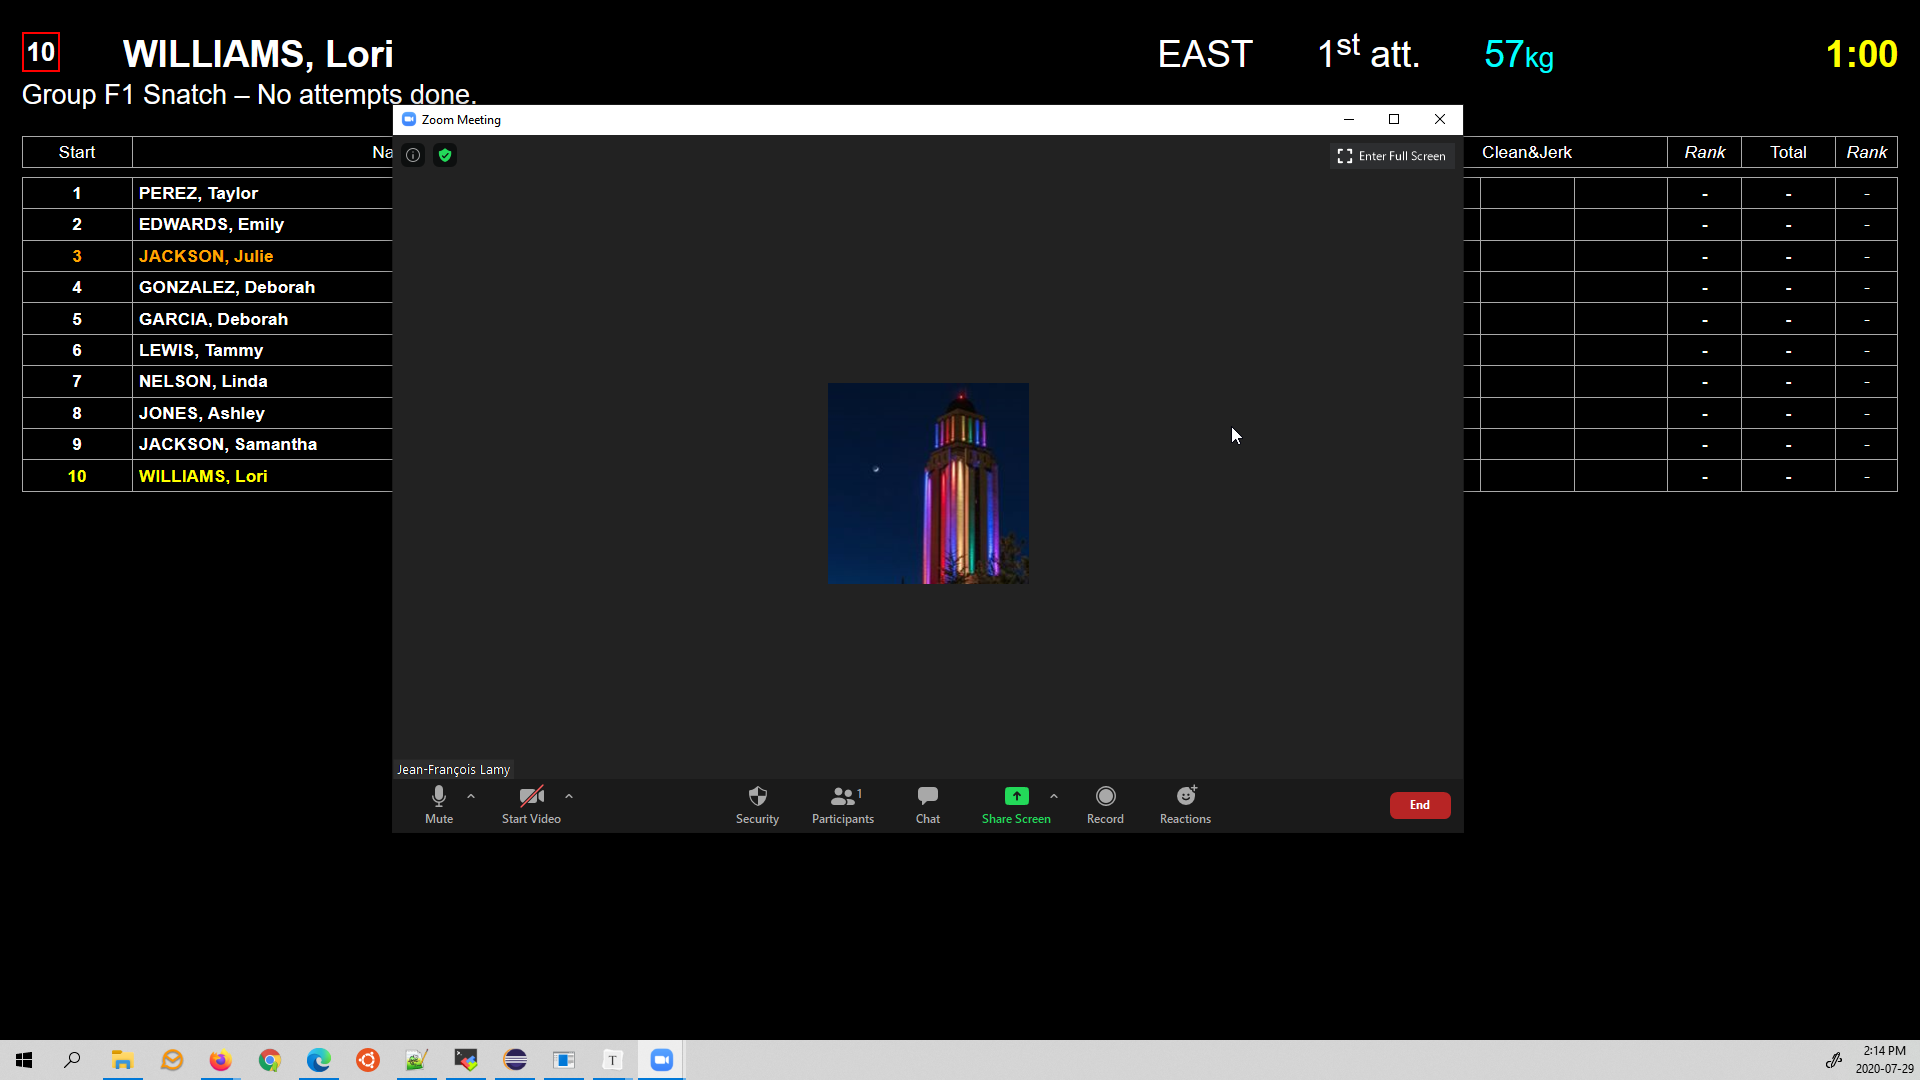 10 WILLIAMS, Lori EAST 1st att. 57kg 1:00
Group F1 Snatch – No attempts done.
Zoom Meeting
Enter Full Screen
Start Na Clean&Jerk Rank Total Rank
1 PEREZ, Taylor - - -
2 EDWARDS, Emily - - -
3 JACKSON, Julie - - -
4 GONZALEZ, Deborah - - -
5 GARCIA, Deborah - - -
6 LEWIS, Tammy - - -
7 NELSON, Linda - - -
8 JONES, Ashley - - -
9 JACKSON, Samantha - - -
10 WILLIAMS, Lori - - -
Jean-François Lamy
1
Mute Start Video Security Participants Chat Share Screen Record Reactions End
T
2:14 PM
2020-07-29